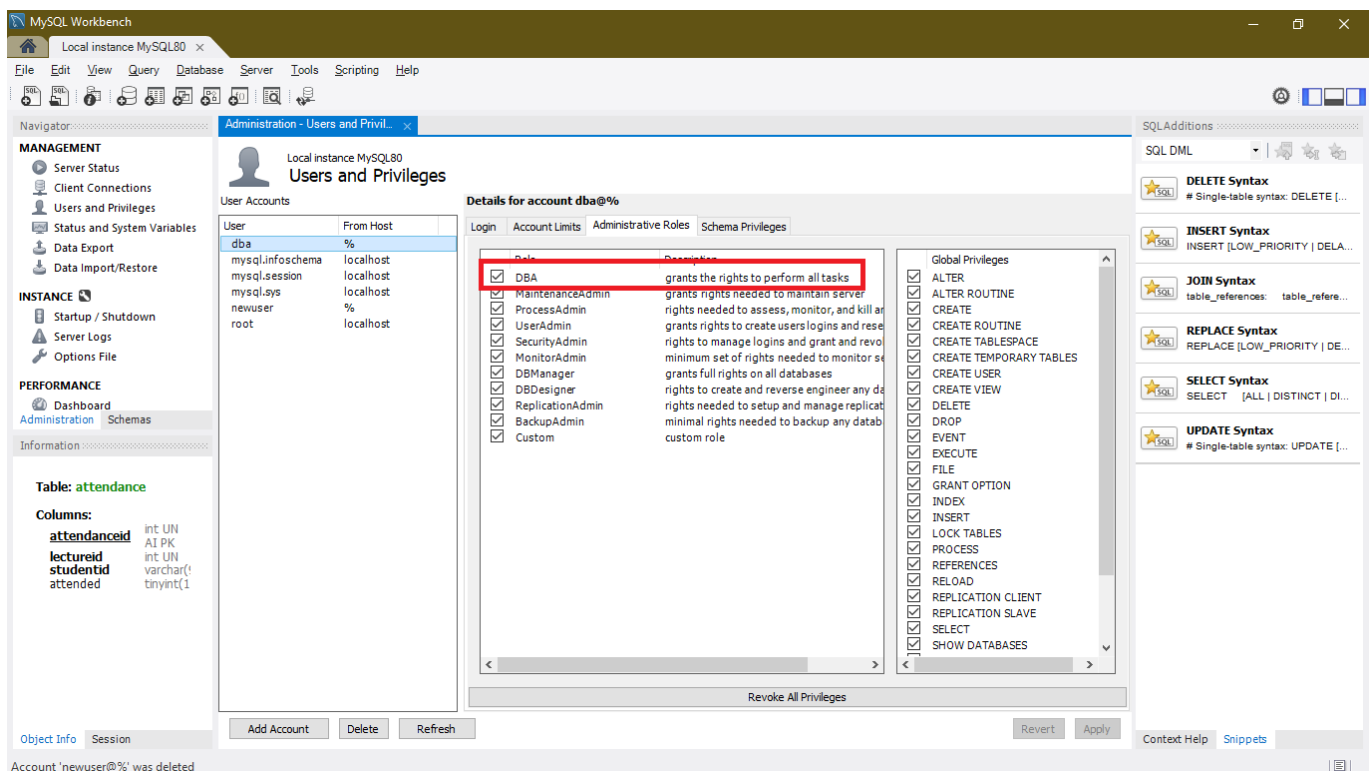 MySQL Workbench
Local instance MySQL80
File Edit View Query Database Server Tools Scripting Help
Navigator
MANAGEMENT
Server Status
Client Connections
Users and Privileges
Status and System Variables
Data Export
Data Import/Restore
INSTANCE
Startup / Shutdown
Server Logs
Options File
PERFORMANCE
Dashboard
Administration Schemas
Information
Table: attendance
Columns:
attendanceid int UN AI PK
lectureid int UN
studentid varchar(
attended tinyint(1
Object Info Session
Account 'newuser@%' was deleted
Administration - Users and Privil...
Local instance MySQL80
Users and Privileges
User Accounts
User From Host
dba %
mysql.infoschema localhost
mysql.session localhost
mysql.sys localhost
newuser %
root localhost
Add Account Delete Refresh
Details for account dba@%
Login Account Limits Administrative Roles Schema Privileges
Role Description
DBA grants the rights to perform all tasks
MaintenanceAdmin grants rights needed to maintain server
ProcessAdmin rights needed to assess, monitor, and kill ar
UserAdmin grants rights to create users logins and rese
SecurityAdmin rights to manage logins and grant and revo
MonitorAdmin minimum set of rights needed to monitor se
DBManager grants full rights on all databases
DBDesigner rights to create and reverse engineer any da
ReplicationAdmin rights needed to setup and manage replicat
BackupAdmin minimal rights needed to backup any datab
Custom custom role
Global Privileges
ALTER
ALTER ROUTINE
CREATE
CREATE ROUTINE
CREATE TABLESPACE
CREATE TEMPORARY TABLES
CREATE USER
CREATE VIEW
DELETE
DROP
EVENT
EXECUTE
FILE
GRANT OPTION
INDEX
INSERT
LOCK TABLES
PROCESS
REFERENCES
RELOAD
REPLICATION CLIENT
REPLICATION SLAVE
SELECT
SHOW DATABASES
Revoke All Privileges
Revert Apply
SQLAdditions
SQL DML
DELETE Syntax
# Single-table syntax: DELETE [...
INSERT Syntax
INSERT [LOW_PRIORITY | DELA...
JOIN Syntax
table_references: table_refere...
REPLACE Syntax
REPLACE [LOW_PRIORITY | DE...
SELECT Syntax
SELECT [ALL | DISTINCT | DI...
UPDATE Syntax
# Single-table syntax: UPDATE [...
Context Help Snippets